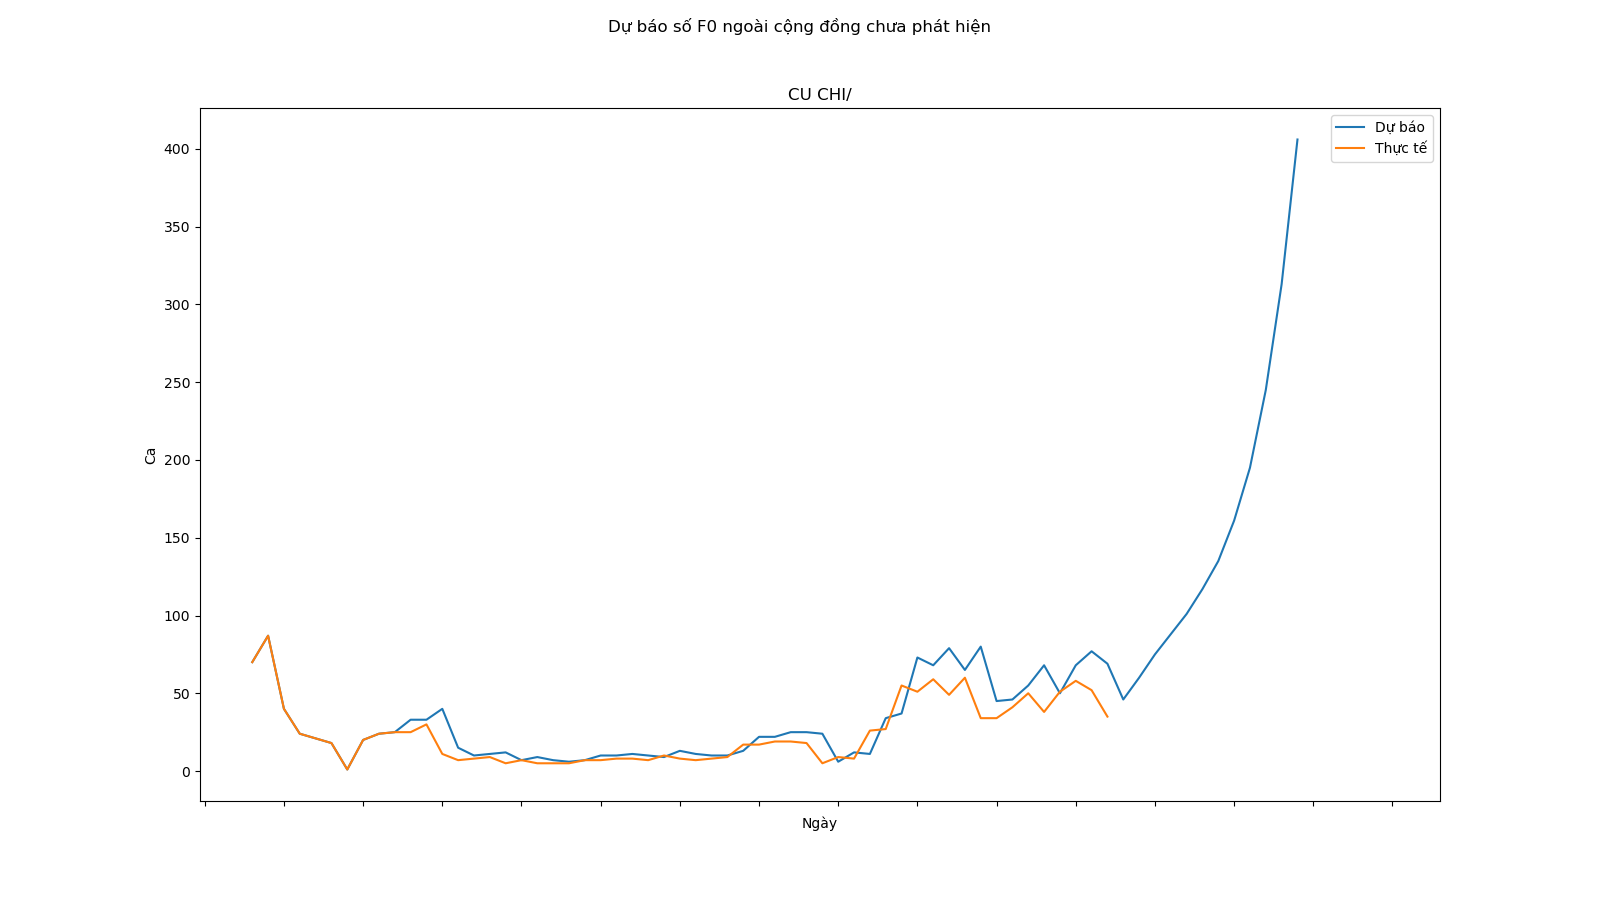 Dự báo số F0 ngoài cộng đồng chưa phát hiện
CU CHI/
Dự báo
Thực tế
400
350
300
250
200
150
100
50
0
Ca
Ngày